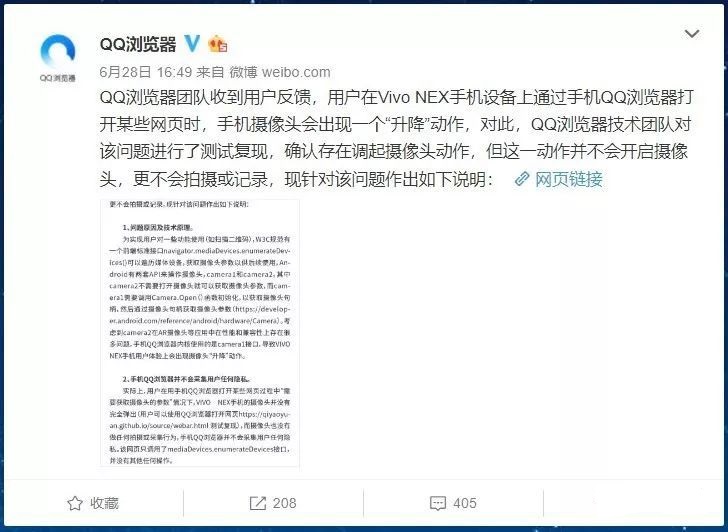 QQ浏览器
QQ浏览器
6月28日 16:49 来自 微博 weibo.com
QQ浏览器团队收到用户反馈，用户在Vivo NEX手机设备上通过手机QQ浏览器打
开某些网页时，手机摄像头会出现一个“升降”动作，对此，QQ浏览器技术团队对
该问题进行了测试复现，确认存在调起摄像头动作，但这一动作并不会开启摄像
头，更不会拍摄或记录，现针对该问题作出如下说明： 网页链接
更不会拍摄或记录，现针对该问题作出如下说明：
1、问题原因及技术原理。
为实现用户对一些功能使用（如扫描二维码），W3C规范有
一个前端标准接口navigator.mediaDevices.enumerateDev-
ices()可以遍历媒体设备，获取摄像头参数以供后续使用。An-
droid有两套API来操作摄像头，camera1和camera2。其中
camera2不需要打开摄像头就可以获取摄像头参数，而cam-
era1需要调用Camera.Open()函数初始化，以获取摄像头句
柄，然后通过摄像头句柄获取摄像头参数（https://develop-
er.android.com/reference/android/hardware/Camera）。考
虑到camera2在AR摄像头等应用中在性能和兼容性上存在很
多问题，手机QQ浏览器内核使用的是camera1接口，导致VIVO
NEX手机用户体验上会出现摄像头“升降”动作。
2、手机QQ浏览器并不会采集用户任何隐私。
实际上，用户在用手机QQ浏览器打开某些网页过程中“需
要获取摄像头的参数”情况下，VIVO NEX手机的摄像头并没有
完全弹出（用户可以使用QQ浏览器打开网页https://qiyaoyu-
an.github.io/source/webar.html 测试复现），而摄像头也没有
做任何拍摄或采集行为，手机QQ浏览器并不会采集用户任何隐
私。该网页只调用了mediaDevices.enumerateDevices接口，
并没有其他任何操作。
收藏 208 405